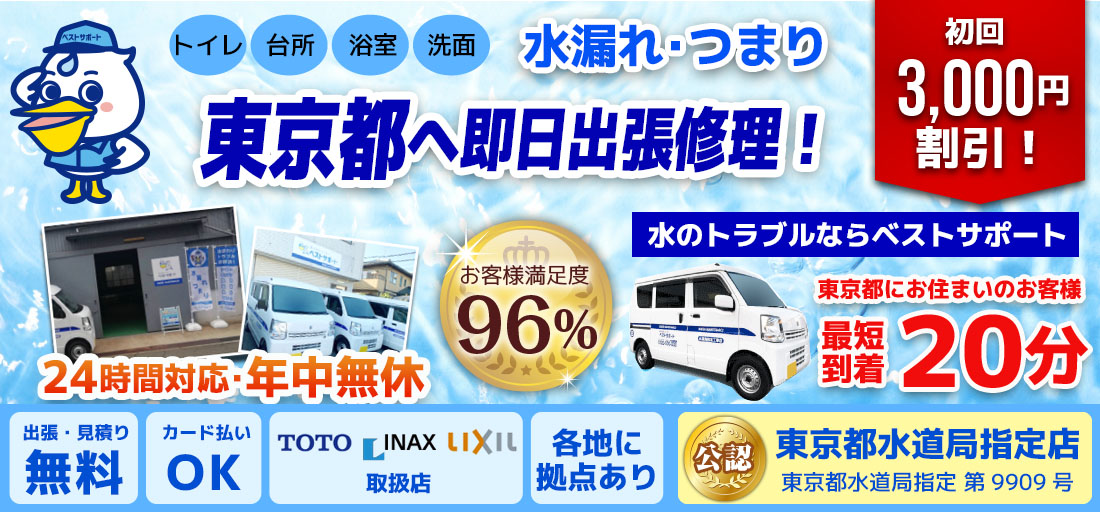 ベストサポート
トイレ
台所
浴室
洗面
水漏れ・つまり
初回
3,000円
割引！
東京都へ即日出張修理！
お客様満足度
96%
水のトラブルならベストサポート
東京都にお住まいのお客様
最短
到着
20分
24時間対応・年中無休
出張・見積り
無料
カード払い
OK
TOTO INAX LIXIL
取扱店
各地に
拠点あり
公認
東京都水道局指定店
東京都水道局指定 第9909号